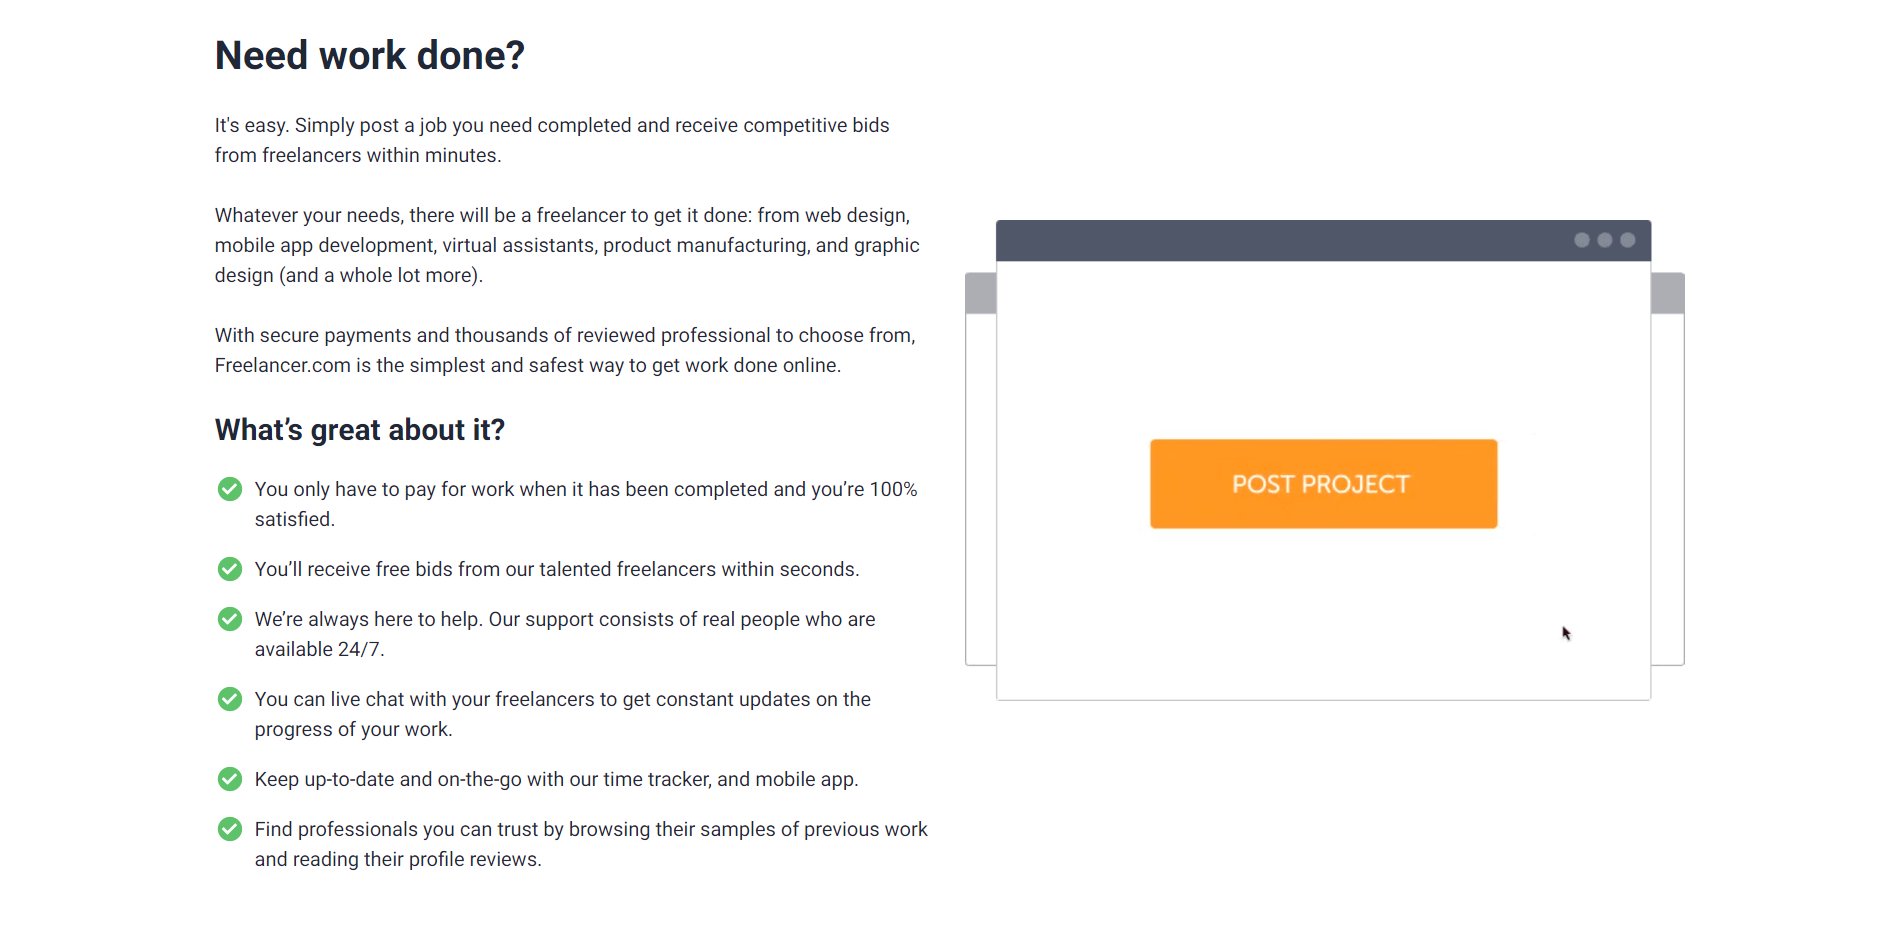 Need work done?
It's easy. Simply post a job you need completed and receive competitive bids
from freelancers within minutes.
Whatever your needs, there will be a freelancer to get it done: from web design,
mobile app development, virtual assistants, product manufacturing, and graphic
design (and a whole lot more).
With secure payments and thousands of reviewed professional to choose from,
Freelancer.com is the simplest and safest way to get work done online.
What’s great about it?
You only have to pay for work when it has been completed and you’re 100%
satisfied.
You’ll receive free bids from our talented freelancers within seconds.
We’re always here to help. Our support consists of real people who are
available 24/7.
You can live chat with your freelancers to get constant updates on the
progress of your work.
Keep up-to-date and on-the-go with our time tracker, and mobile app.
Find professionals you can trust by browsing their samples of previous work
and reading their profile reviews.
POST PROJECT